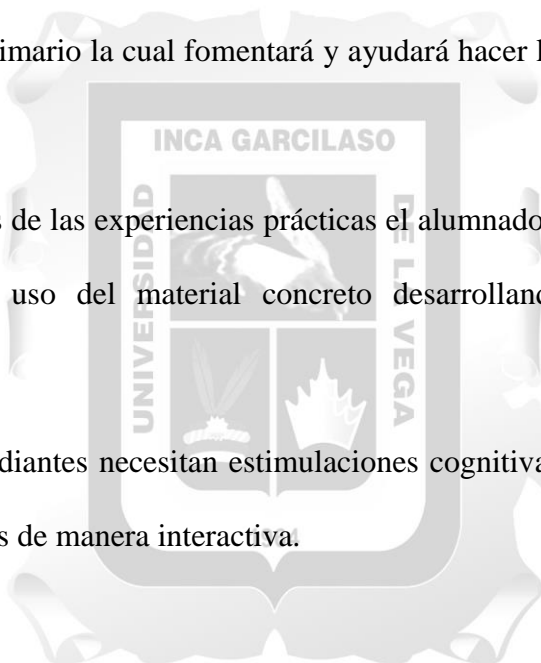 imario la cual fomentará y ayudará hacer
INCA GARCILASO
UNIVERSIDAD
DE LA VEGA
s de las experiencias prácticas el alumnado
uso del material concreto desarrollanc
diantes necesitan estimulaciones cognitiva
s de manera interactiva.